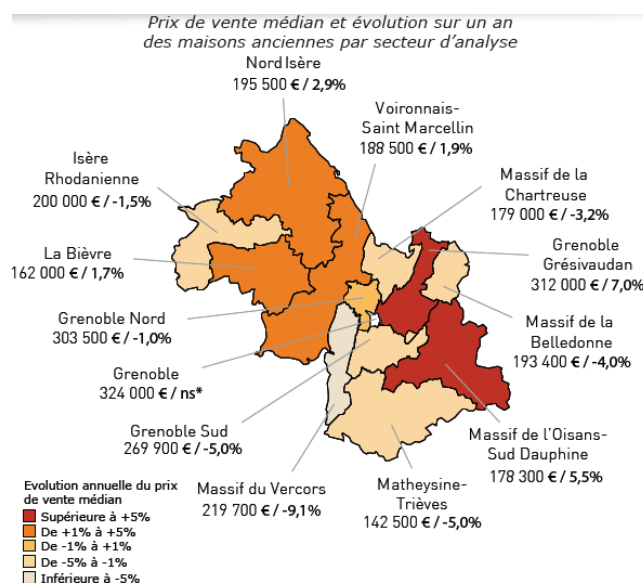 Prix de vente médian et évolution sur un an
des maisons anciennes par secteur d'analyse
Nord Isère
195 500 € / 2,9%
Voironnais-
Saint Marcellin
188 500 € / 1,9%
Isère
Rhodanienne
200 000 € / -1,5%
Massif de la
Chartreuse
179 000 € / -3,2%
La Bièvre
162 000 € / 1,7%
Grenoble
Grésivaudan
312 000 € / 7,0%
Grenoble Nord
303 500 € / -1,0%
Massif de la
Belledonne
193 400 € / -4,0%
Grenoble
324 000 € / ns*
Grenoble Sud
269 900 € / -5,0%
Massif de l'Oisans-
Sud Dauphine
178 300 € / 5,5%
Massif du Vercors
219 700 € / -9,1%
Matheysine-
Trièves
142 500 € / -5,0%
Evolution annuelle du prix
de vente médian
Supérieure à +5%
De +1% à +5%
De -1% à +1%
De -5% à -1%
Inférieure à -5%